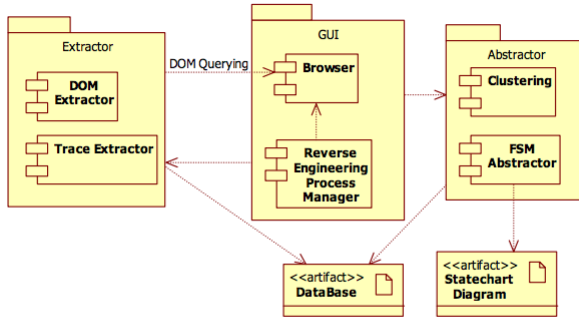 Extractor
DOM
Extractor
Trace Extractor
DOM Querying
GUI
Browser
Reverse
Engineering
Process
Manager
Abstractor
Clustering
FSM
Abstractor
<<artifact>>
DataBase
<<artifact>>
Statechart
Diagram